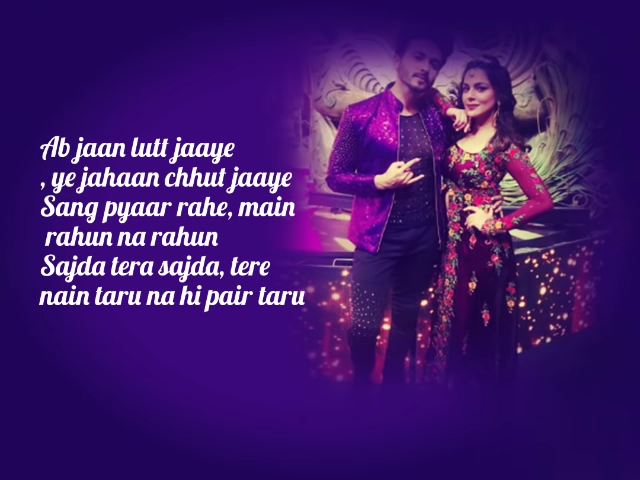 Ab jaan lutt jaaye
, ye jahaan chhut jaaye
Sang pyaar rahe, main
rahun na rahun
Sajda tera sajda, tere
nain taru na hi pair taru